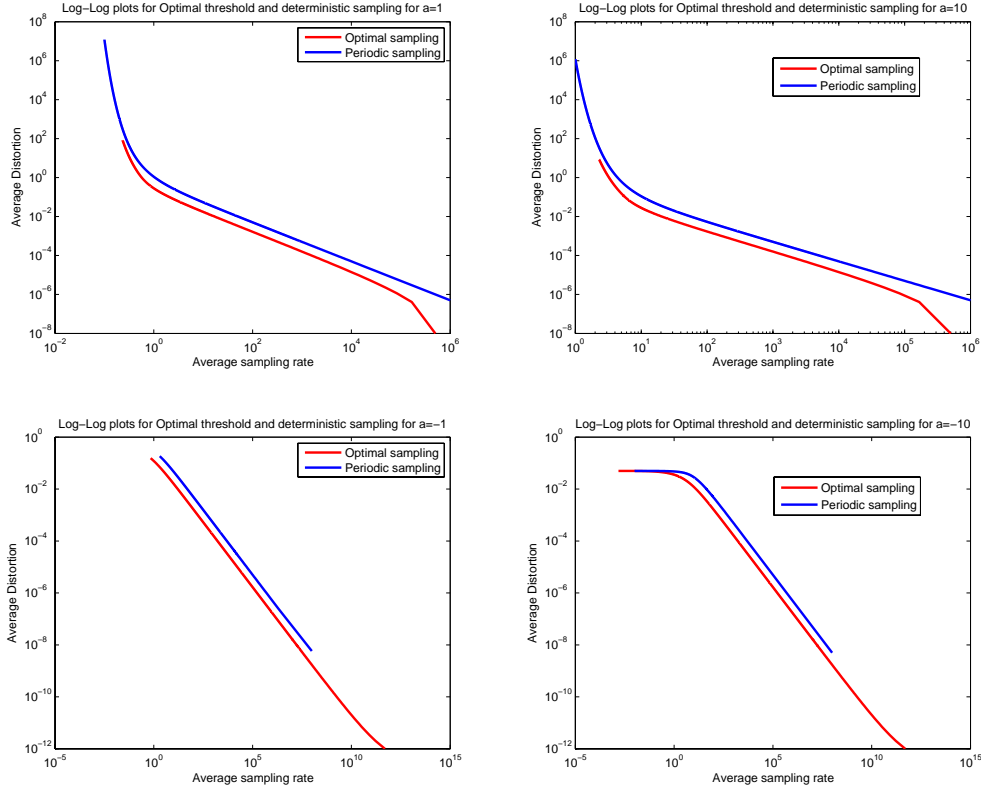 Log−Log plots for Optimal threshold and deterministic sampling for a=1
10^8
10^6
10^4
10^2
10^0
10^−2
10^−4
10^−6
10^−8
Average Distortion
Optimal sampling
Periodic sampling
10^−2
10^0
10^2
10^4
10^6
Average sampling rate
Log−Log plots for Optimal threshold and deterministic sampling for a=10
10^8
10^6
10^4
10^2
10^0
10^−2
10^−4
10^−6
10^−8
Average Distortion
Optimal sampling
Periodic sampling
10^0
10^1
10^2
10^3
10^4
10^5
10^6
Average sampling rate
Log−Log plots for Optimal threshold and deterministic sampling for a=−1
10^0
10^−2
10^−4
10^−6
10^−8
10^−10
10^−12
Average Distortion
Optimal sampling
Periodic sampling
10^−5
10^0
10^5
10^10
10^15
Average sampling rate
Log−Log plots for Optimal threshold and deterministic sampling for a=−10
10^0
10^−2
10^−4
10^−6
10^−8
10^−10
10^−12
Average Distortion
Optimal sampling
Periodic sampling
10^−5
10^0
10^5
10^10
10^15
Average sampling rate